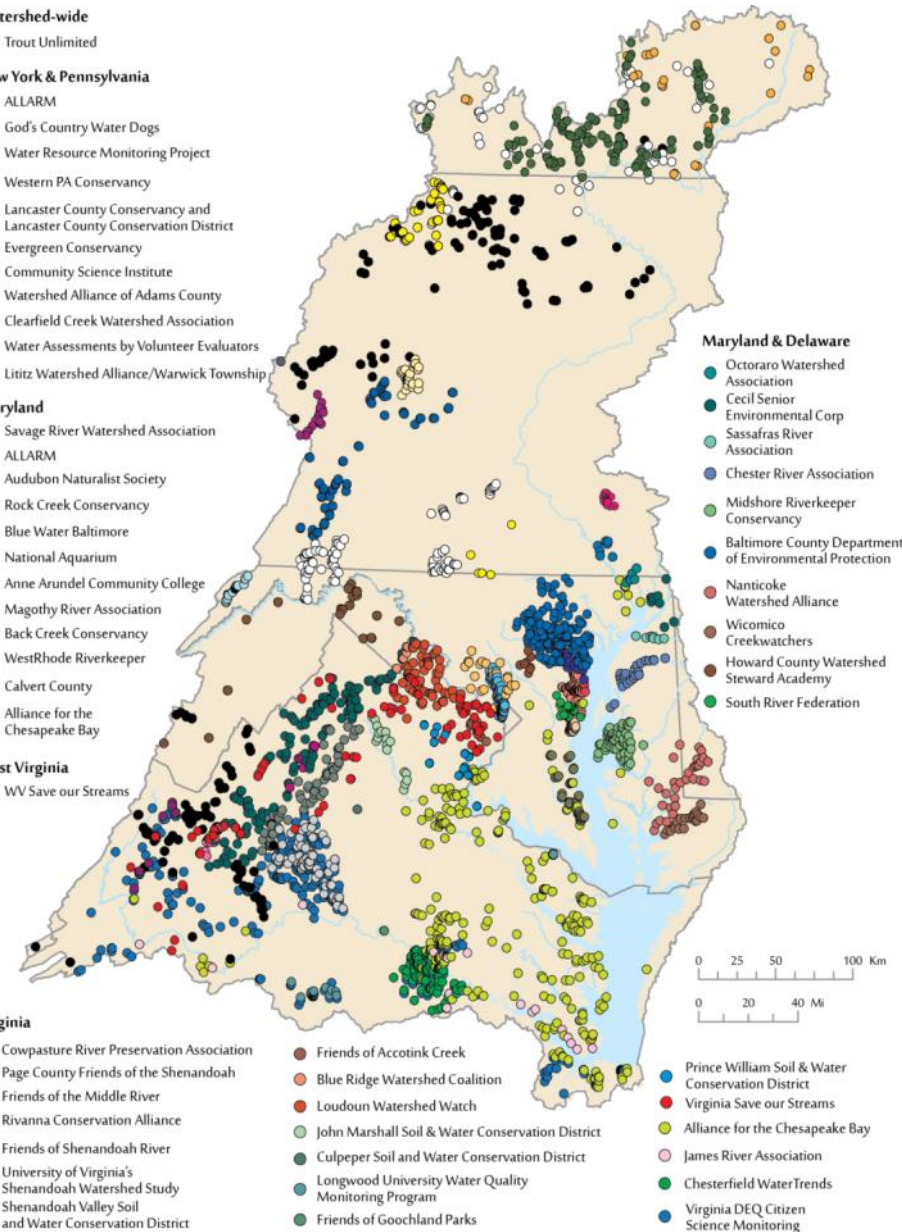 tershed-wide
Trout Unlimited
w York & Pennsylvania
ALLARM
God's Country Water Dogs
Water Resource Monitoring Project
Western PA Conservancy
Lancaster County Conservancy and
Lancaster County Conservation District
Evergreen Conservancy
Community Science Institute
Watershed Alliance of Adams County
Clearfield Creek Watershed Association
Water Assessments by Volunteer Evaluators
Lititz Watershed Alliance/Warwick Township
ryland
Savage River Watershed Association
ALLARM
Audubon Naturalist Society
Rock Creek Conservancy
Blue Water Baltimore
National Aquarium
Anne Arundel Community College
Magothy River Association
Back Creek Conservancy
WestRhode Riverkeeper
Calvert County
Alliance for the
Chesapeake Bay
st Virginia
WV Save our Streams
Maryland & Delaware
Octoraro Watershed
Association
Cecil Senior
Environmental Corp
Sassafras River
Association
Chester River Association
Midshore Riverkeeper
Conservancy
Baltimore County Department
of Environmental Protection
Nanticoke
Watershed Alliance
Wicomico
Creekwatchers
Howard County Watershed
Steward Academy
South River Federation
0 25 50 100 Km
0 20 40 Mi
ginia
Cowpasture River Preservation Association
Page County Friends of the Shenandoah
Friends of the Middle River
Rivanna Conservation Alliance
Friends of Shenandoah River
University of Virginia's
Shenandoah Watershed Study
Shenandoah Valley Soil
and Water Conservation District
Friends of Accotink Creek
Blue Ridge Watershed Coalition
Loudoun Watershed Watch
John Marshall Soil & Water Conservation District
Culpeper Soil and Water Conservation District
Longwood University Water Quality
Monitoring Program
Friends of Goochland Parks
Prince William Soil & Water
Conservation District
Virginia Save our Streams
Alliance for the Chesapeake Bay
James River Association
Chesterfield WaterTrends
Virginia DEQ Citizen
Science Monitoring